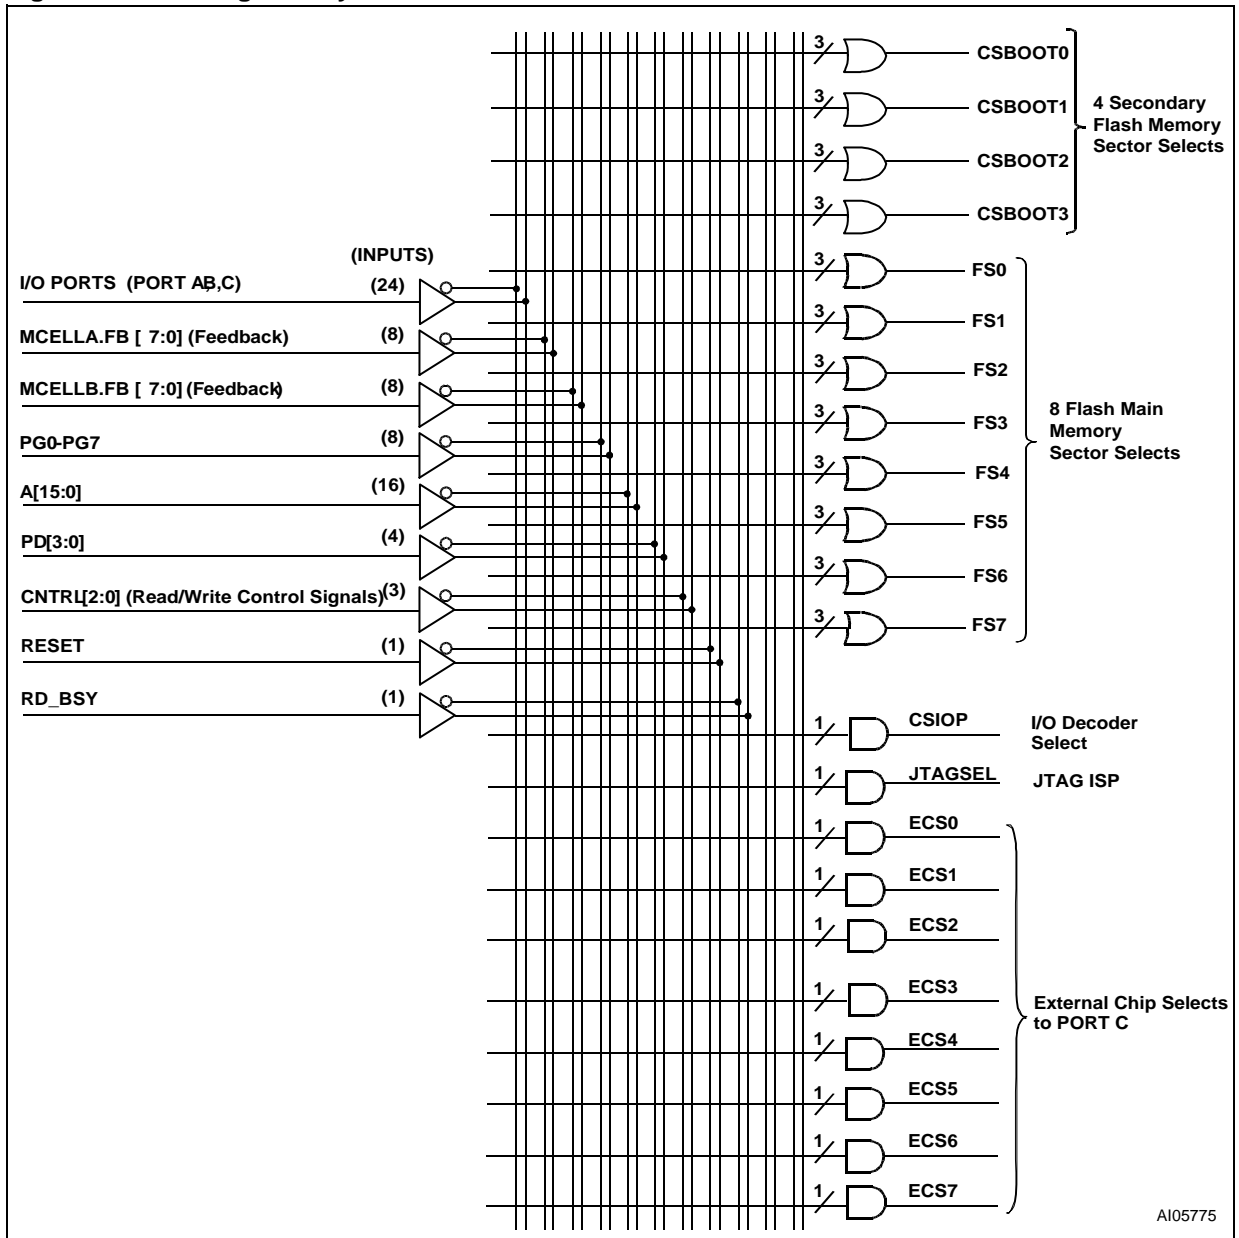 3 CSBOOT0
3 CSBOOT1
4 Secondary
Flash Memory
Sector Selects
3 CSBOOT2
3 CSBOOT3
(INPUTS)
I/O PORTS (PORT AB,C) (24)
MCELLA.FB [ 7:0] (Feedback) (8)
MCELLB.FB [ 7:0] (Feedback) (8)
PG0-PG7 (8)
A[15:0] (16)
PD[3:0] (4)
CNTRL[2:0] (Read/Write Control Signals) (3)
RESET (1)
RD_BSY (1)
3 FS0
3 FS1
3 FS2
3 FS3
3 FS4
3 FS5
3 FS6
3 FS7
8 Flash Main
Memory
Sector Selects
1 CSIOP
I/O Decoder
Select
1 JTAGSEL JTAG ISP
1 ECS0
1 ECS1
1 ECS2
1 ECS3
1 ECS4
1 ECS5
1 ECS6
1 ECS7
External Chip Selects
to PORT C
AI05775